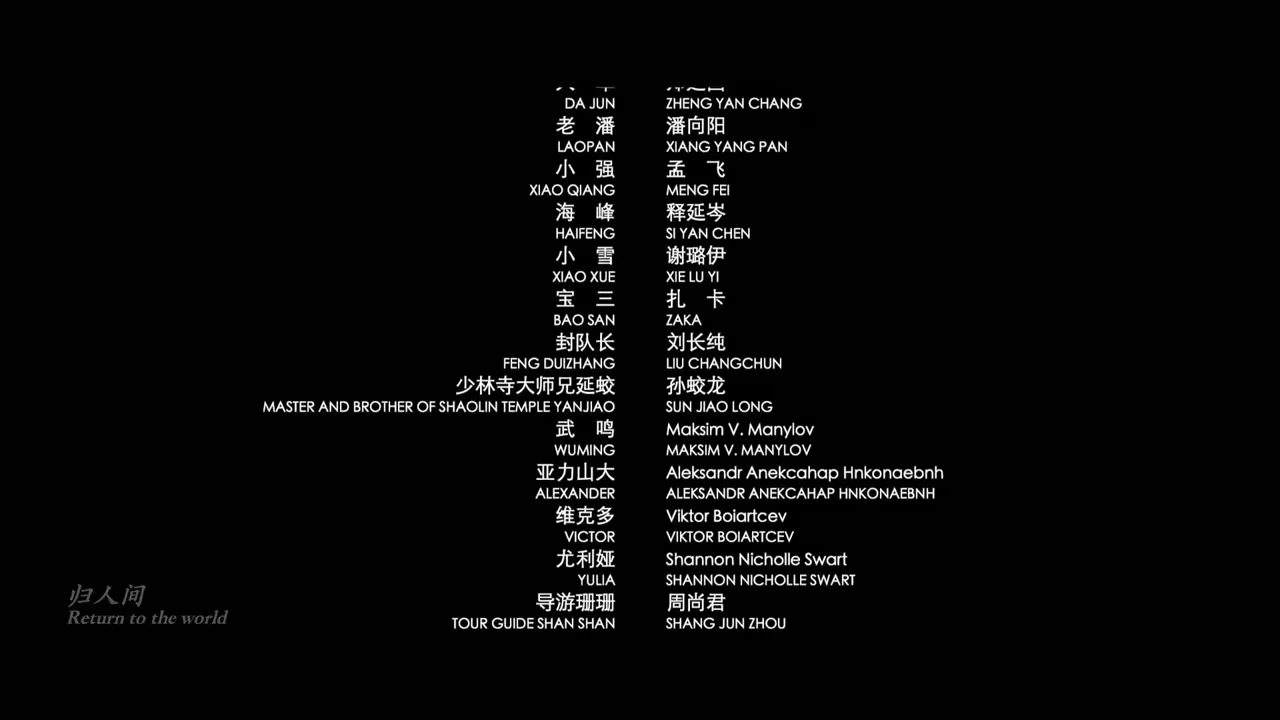 DA JUN ZHENG YAN CHANG
老 潘 潘向阳
LAOPAN XIANG YANG PAN
小 强 孟 飞
XIAO QIANG MENG FEI
海 峰 释延岑
HAIFENG SI YAN CHEN
小 雪 谢璐伊
XIAO XUE XIE LU YI
宝 三 扎 卡
BAO SAN ZAKA
封队长 刘长纯
FENG DUIZHANG LIU CHANGCHUN
少林寺大师兄延蛟 孙蛟龙
MASTER AND BROTHER OF SHAOLIN TEMPLE YANJIAO SUN JIAO LONG
武 鸣 Maksim V. Manylov
WUMING MAKSIM V. MANYLOV
亚力山大 Aleksandr Anekcahap Hnkonaebnh
ALEXANDER ALEKSANDR ANEKCAHAP HNKONAEBNH
维克多 Viktor Boiartcev
VICTOR VIKTOR BOIARTCEV
尤利娅 Shannon Nicholle Swart
YULIA SHANNON NICHOLLE SWART
导游珊珊 周尚君
TOUR GUIDE SHAN SHAN SHANG JUN ZHOU
归人间
Return to the world